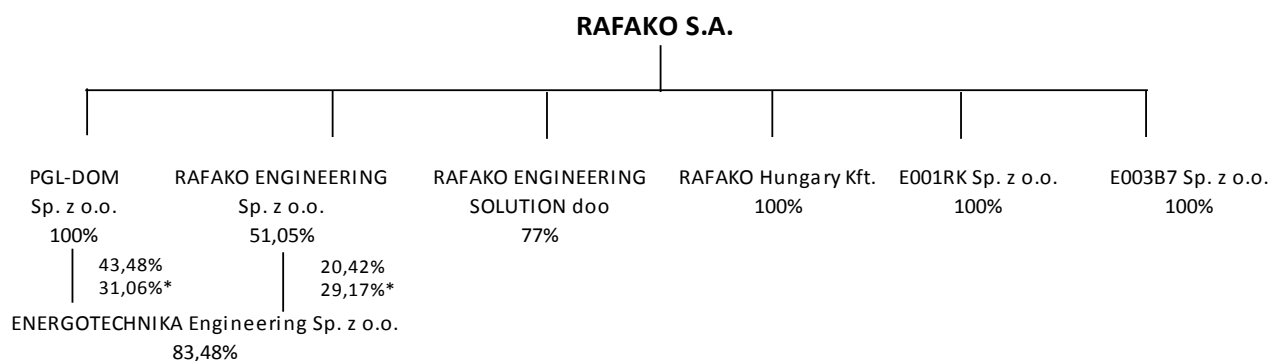 RAFAKO S.A.
PGL-DOM
Sp. z o.o.
100%
RAFAKO ENGINEERING
Sp. z o.o.
51,05%
RAFAKO ENGINEERING
SOLUTION doo
77%
RAFAKO Hungary Kft.
100%
E001RK Sp. z o.o.
100%
E003B7 Sp. z o.o.
100%
43,48%
31,06%*
20,42%
29,17%*
ENERGOTECHNIKA Engineering Sp. z o.o.
83,48%